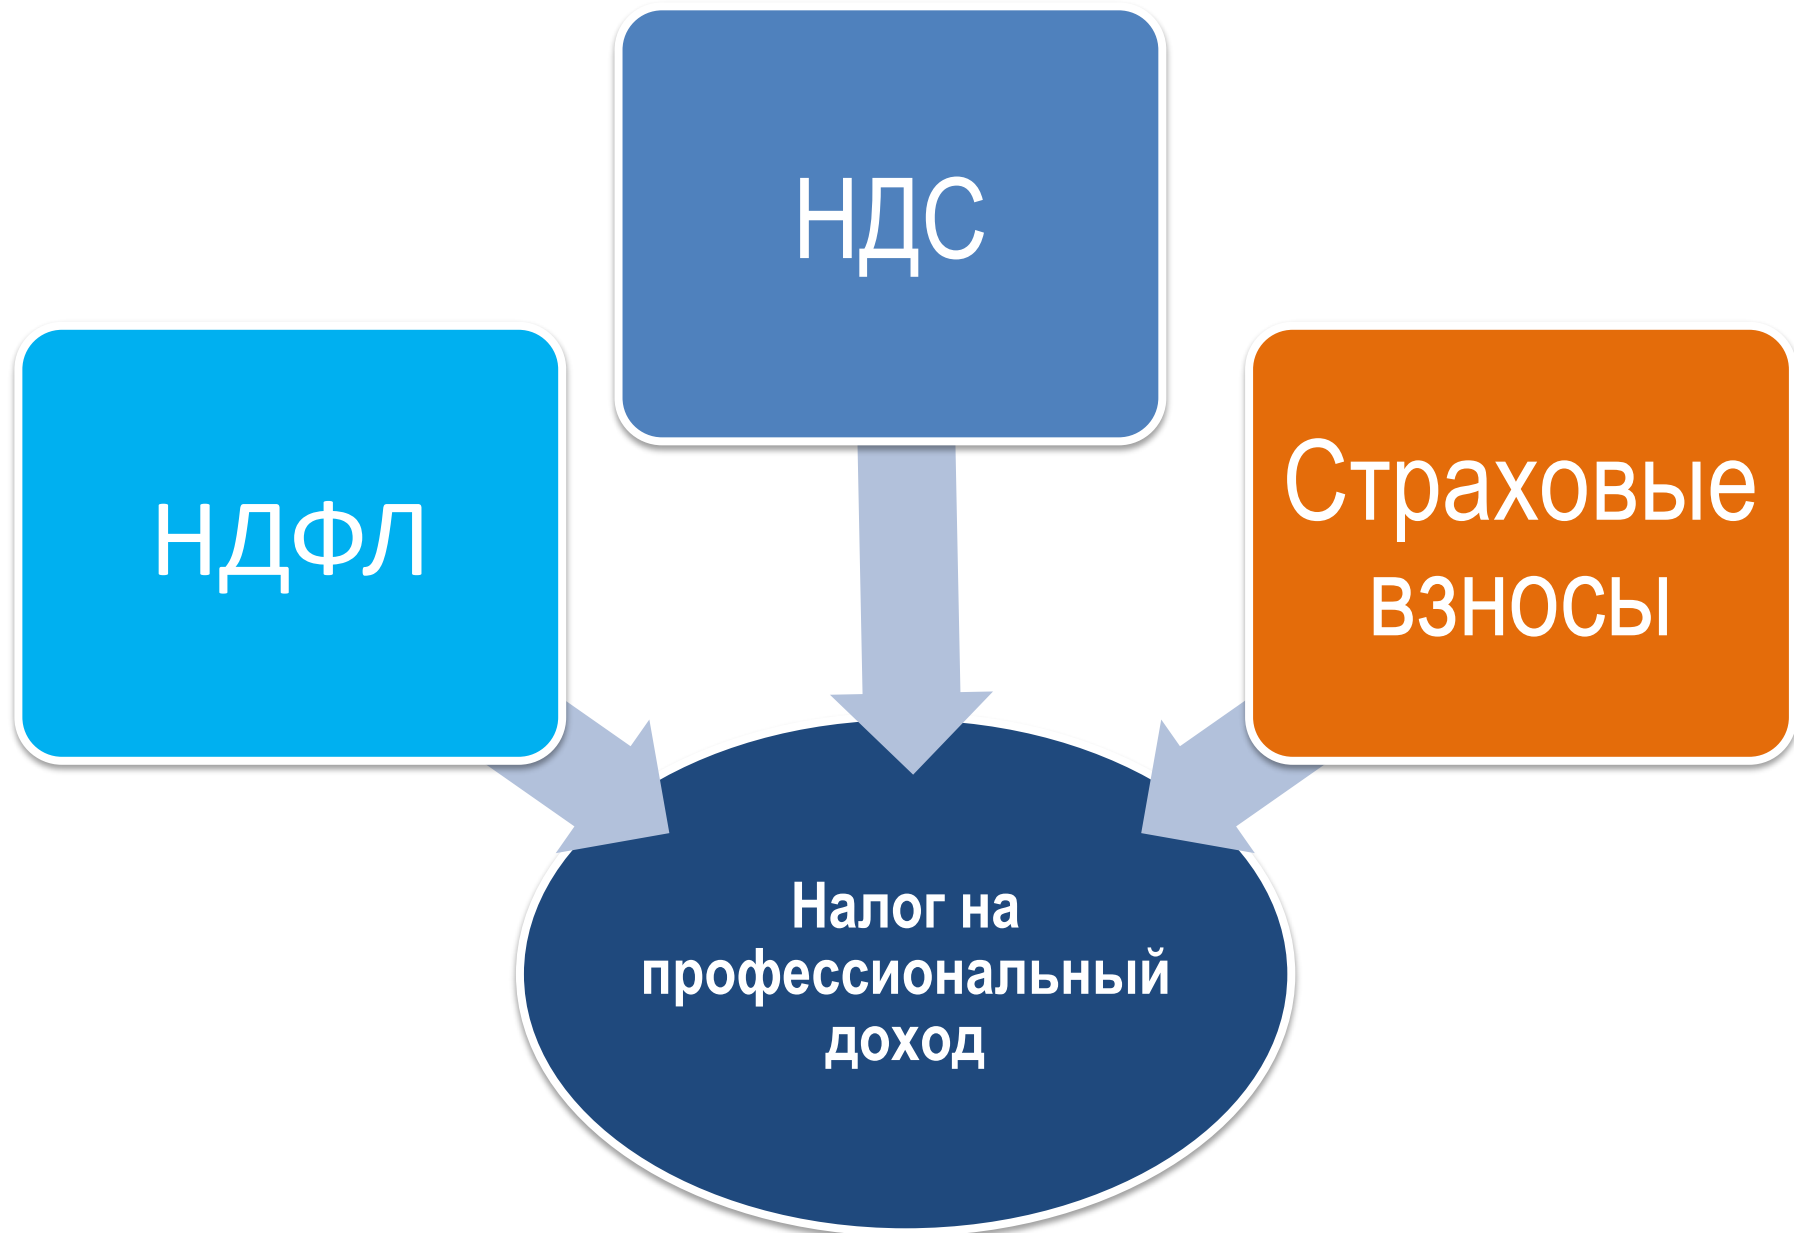 НДС
НДФЛ
Страховые
взносы
Налог на
профессиональный
доход